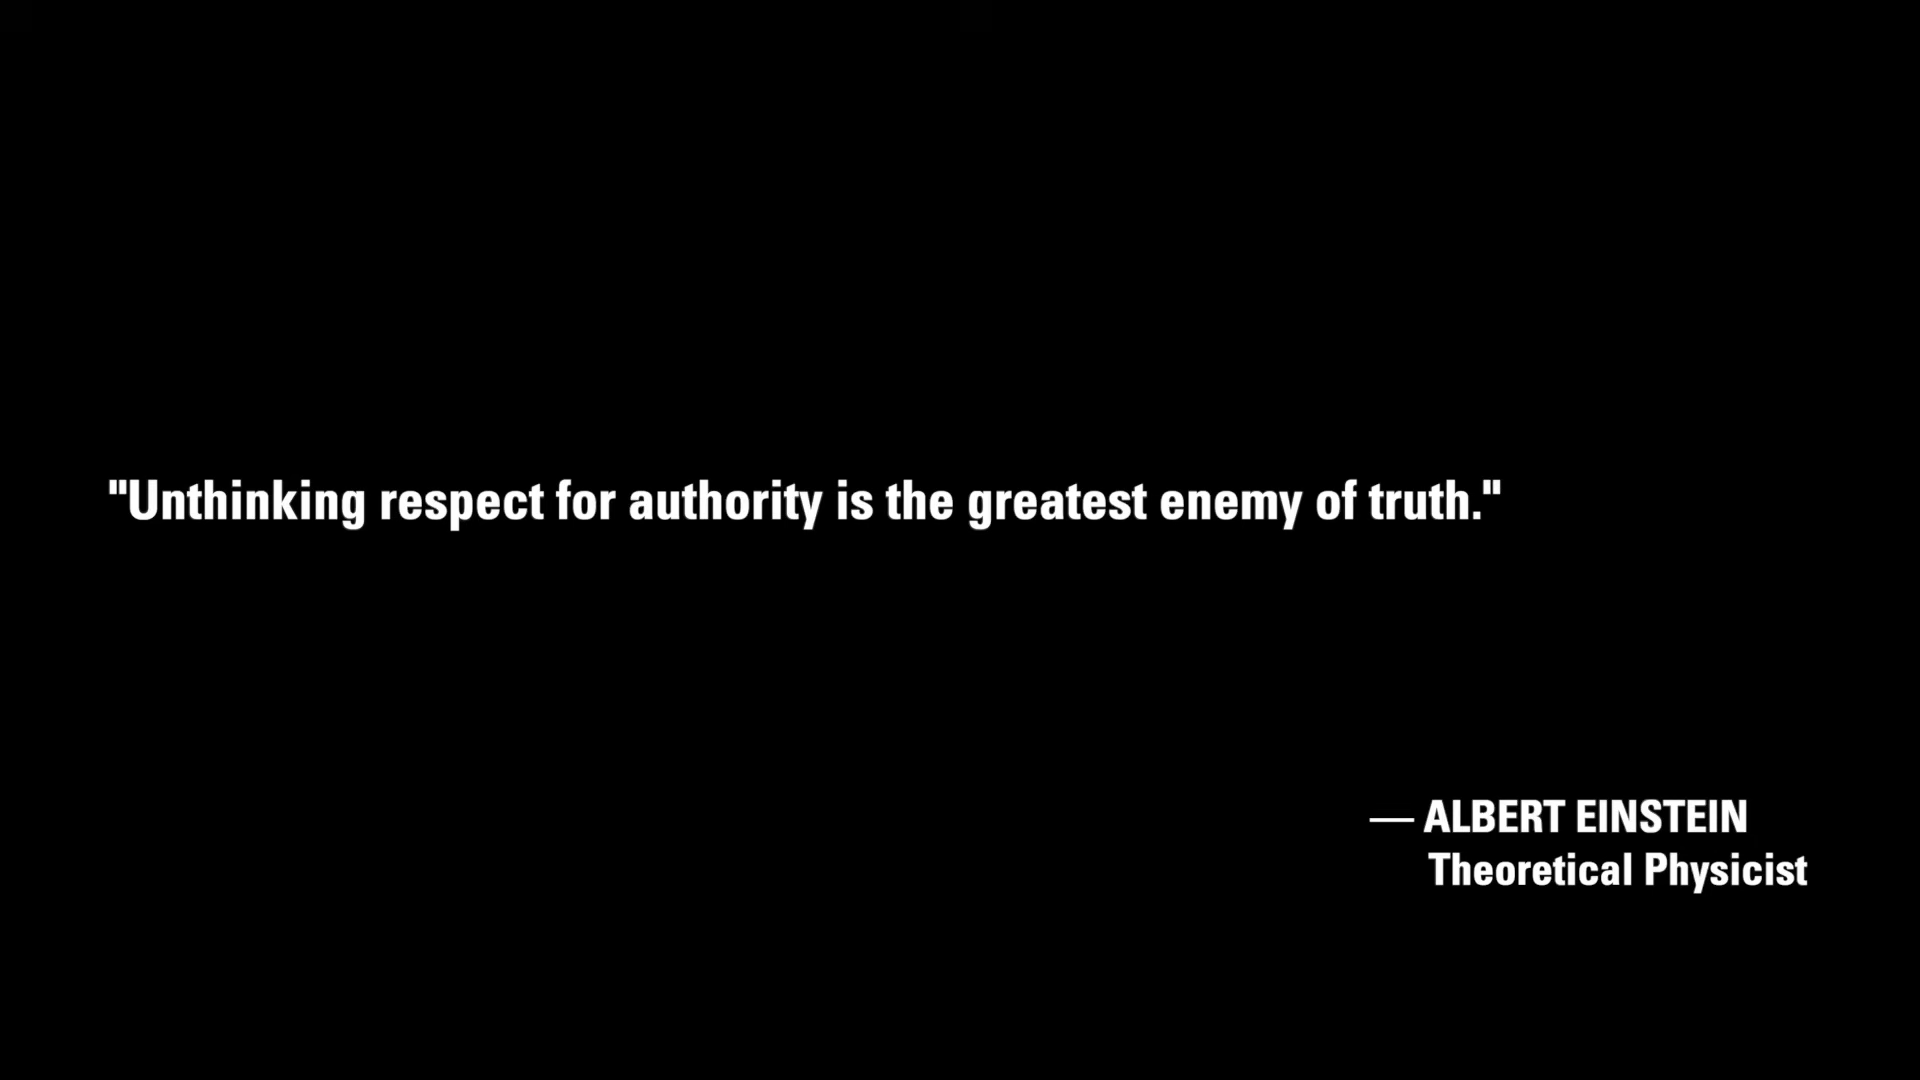 "Unthinking respect for authority is the greatest enemy of truth."
— ALBERT EINSTEIN
Theoretical Physicist